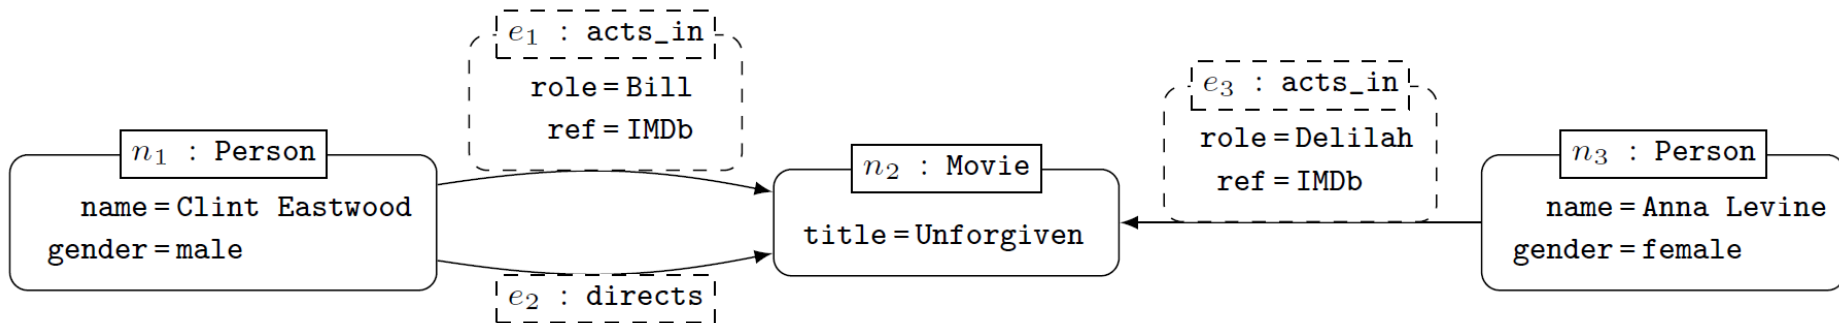 n₁ : Person
name = Clint Eastwood
gender = male
e₁ : acts_in
role = Bill
ref = IMDb
e₂ : directs
n₂ : Movie
title = Unforgiven
e₃ : acts_in
role = Delilah
ref = IMDb
n₃ : Person
name = Anna Levine
gender = female